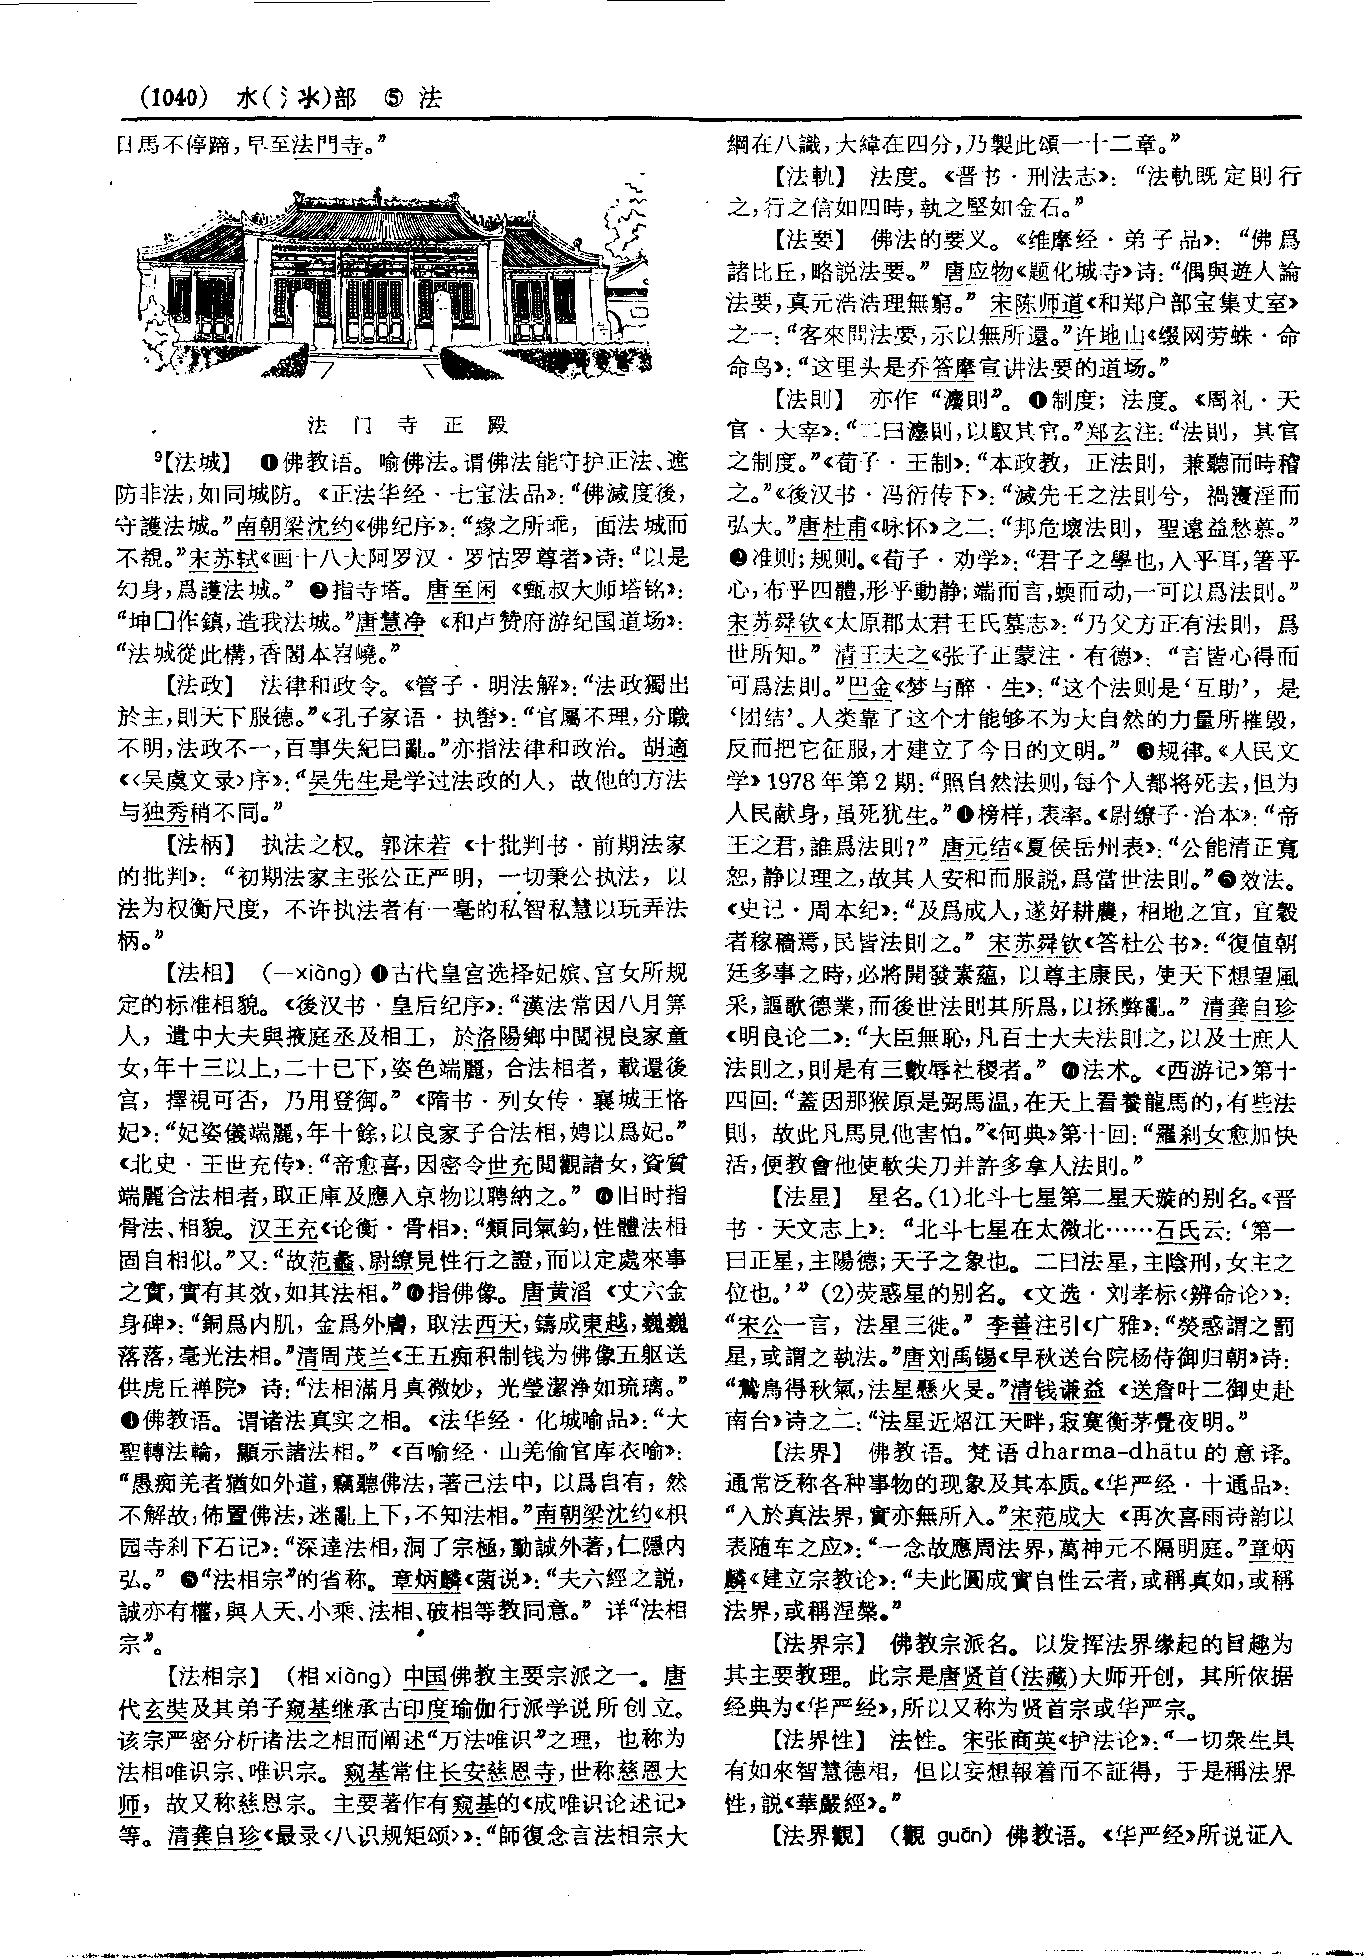 (1040) 水(氵氺)部 ⑤ 法
日馬不停蹄，早至法門寺。”
法门寺正殿
⁹【法城】 ❶佛教语。喻佛法。谓佛法能守护正法、遮
防非法，如同城防。《正法华经·七宝法品》：“佛滅度後，
守護法城。”南朝梁沈约《佛纪序》：“緣之所乖，面法城而
不覩。”宋苏轼《画十八大阿罗汉·罗怙罗尊者》诗：“以是
幻身，爲護法城。” ❷指寺塔。唐至闲《甄叔大师塔铭》：
“坤囗作鎮，造我法城。”唐慧净《和卢赞府游纪国道场》：
“法城從此構，香閣本岧嶢。”
【法政】 法律和政令。《管子·明法解》：“法政獨出
於主，則天下服德。”《孔子家语·执辔》：“官屬不理，分職
不明，法政不一，百事失紀曰亂。”亦指法律和政治。胡適
《〈吴虞文录〉序》：“吴先生是学过法政的人，故他的方法
与独秀稍不同。”
【法柄】 执法之权。郭沫若《十批判书·前期法家
的批判》：“初期法家主张公正严明，一切秉公执法，以
法为权衡尺度，不许执法者有一毫的私智私慧以玩弄法
柄。”
【法相】 （—xiàng）❶古代皇宫选择妃嫔、宫女所规
定的标准相貌。《後汉书·皇后纪序》：“漢法常因八月筭
人，遣中大夫與掖庭丞及相工，於洛陽鄉中閲視良家童
女，年十三以上，二十已下，姿色端麗，合法相者，載還後
宫，擇視可否，乃用登御。”《隋书·列女传·襄城王恪
妃》：“妃姿儀端麗，年十餘，以良家子合法相，娉以爲妃。”
《北史·王世充传》：“帝愈喜，因密令世充閲觀諸女，資質
端麗合法相者，取正庫及應入京物以聘納之。” ❷旧时指
骨法、相貌。汉王充《论衡·骨相》：“類同氣鈞，性體法相
固自相似。”又：“故范蠡、尉繚見性行之證，而以定處來事
之實，實有其效，如其法相。”❸指佛像。唐黄滔《丈六金
身碑》：“銅爲内肌，金爲外膚，取法西天，鑄成東越，巍巍
落落，毫光法相。”清周茂兰《王五痴积制钱为佛像五躯送
供虎丘禅院》诗：“法相滿月真微妙，光瑩潔净如琉璃。”
❹佛教语。谓诸法真实之相。《法华经·化城喻品》：“大
聖轉法輪，顯示諸法相。”《百喻经·山羌偷官库衣喻》：
“愚痴羌者猶如外道，竊聽佛法，著己法中，以爲自有，然
不解故，佈置佛法，迷亂上下，不知法相。”南朝梁沈约《枳
园寺刹下石记》：“深達法相，洞了宗極，勤誠外著，仁隱内
弘。” ❺“法相宗”的省称。章炳麟《菌说》：“夫六經之説，
誠亦有權，與人天、小乘、法相、破相等教同意。”详“法相
宗”。
【法相宗】 （相xiàng）中国佛教主要宗派之一。唐
代玄奘及其弟子窥基继承古印度瑜伽行派学说所创立。
该宗严密分析诸法之相而阐述“万法唯识”之理，也称为
法相唯识宗、唯识宗。窥基常住长安慈恩寺，世称慈恩大
师，故又称慈恩宗。主要著作有窥基的《成唯识论述记》
等。清龚自珍《最录〈八识规矩颂〉》：“師復念言法相宗大
綱在八識，大緯在四分，乃製此頌一十二章。”
【法軌】 法度。《晋书·刑法志》：“法軌既定則行
之，行之信如四時，執之堅如金石。”
【法要】 佛法的要义。《维摩经·弟子品》：“佛爲
諸比丘，略説法要。”唐应物《题化城寺》诗：“偶與遊人論
法要，真元浩浩理無窮。”宋陈师道《和郑户部宝集丈室》
之一：“客來問法要，示以無所還。”许地山《缀网劳蛛·命
命鸟》：“这里头是乔答摩宣讲法要的道场。”
【法則】 亦作“灋則”。❶制度；法度。《周礼·天
官·大宰》：“二曰灋則，以馭其官。”郑玄注：“法則，其官
之制度。”《荀子·王制》：“本政教，正法則，兼聽而時稽
之。”《後汉书·冯衍传下》：“滅先王之法則兮，禍寖淫而
弘大。”唐杜甫《咏怀》之二：“邦危壞法則，聖遠益愁慕。”
❷准则；规则。《荀子·劝学》：“君子之學也，入乎耳，箸乎
心，布乎四體，形乎動静；端而言，蝡而动，一可以爲法則。”
宋苏舜钦《太原郡太君王氏墓志》：“乃父方正有法則，爲
世所知。”清王夫之《张子正蒙注·有德》：“言皆心得而
可爲法則。”巴金《梦与醉·生》：“这个法则是‘互助’，是
‘团结’。人类靠了这个才能够不为大自然的力量所摧毁，
反而把它征服，才建立了今日的文明。” ❸规律。《人民文
学》1978年第2期：“照自然法则，每个人都将死去，但为
人民献身，虽死犹生。”❹榜样，表率。《尉缭子·治本》：“帝
王之君，誰爲法則？”唐元结《夏侯岳州表》：“公能清正寬
恕，静以理之，故其人安和而服説，爲當世法則。”❺效法。
《史记·周本纪》：“及爲成人，遂好耕農，相地之宜，宜穀
者稼穡焉，民皆法則之。”宋苏舜钦《答杜公书》：“復值朝
廷多事之時，必將開發素蘊，以尊主康民，使天下想望風
采，謳歌德業，而後世法則其所爲，以拯弊亂。”清龚自珍
《明良论二》：“大臣無恥，凡百士大夫法則之，以及士庶人
法則之，則是有三數辱社稷者。” ❻法术。《西游记》第十
四回：“蓋因那猴原是弼馬温，在天上看養龍馬的，有些法
則，故此凡馬見他害怕。”《何典》第十回：“羅刹女愈加快
活，便教會他使軟尖刀并許多拿人法則。”
【法星】 星名。(1)北斗七星第二星天璇的别名。《晋
书·天文志上》：“北斗七星在太微北……石氏云：‘第一
曰正星，主陽德；天子之象也。二曰法星，主陰刑，女主之
位也。’” (2)荧惑星的别名。《文选·刘孝标〈辨命论〉》：
“宋公一言，法星三徙。”李善注引《广雅》：“熒惑謂之罰
星，或謂之執法。”唐刘禹锡《早秋送台院杨侍御归朝》诗：
“鷙鳥得秋氣，法星懸火旻。”清钱谦益《送詹叶二御史赴
南台》诗之二：“法星近炤江天畔，寂寞衡茅覺夜明。”
【法界】 佛教语。梵语dharma-dhātu的意译。
通常泛称各种事物的现象及其本质。《华严经·十通品》：
“入於真法界，實亦無所入。”宋范成大《再次喜雨诗韵以
表随车之应》：“一念故應周法界，萬神元不隔明庭。”章炳
麟《建立宗教论》：“夫此圓成實自性云者，或稱真如，或稱
法界，或稱涅槃。”
【法界宗】 佛教宗派名。以发挥法界缘起的旨趣为
其主要教理。此宗是唐贤首（法藏）大师开创，其所依据
经典为《华严经》，所以又称为贤首宗或华严宗。
【法界性】 法性。宋张商英《护法论》：“一切衆生具
有如來智慧德相，但以妄想報着而不証得，于是稱法界
性，説《華嚴經》。”
【法界觀】 （觀 guān）佛教语。《华严经》所说证入